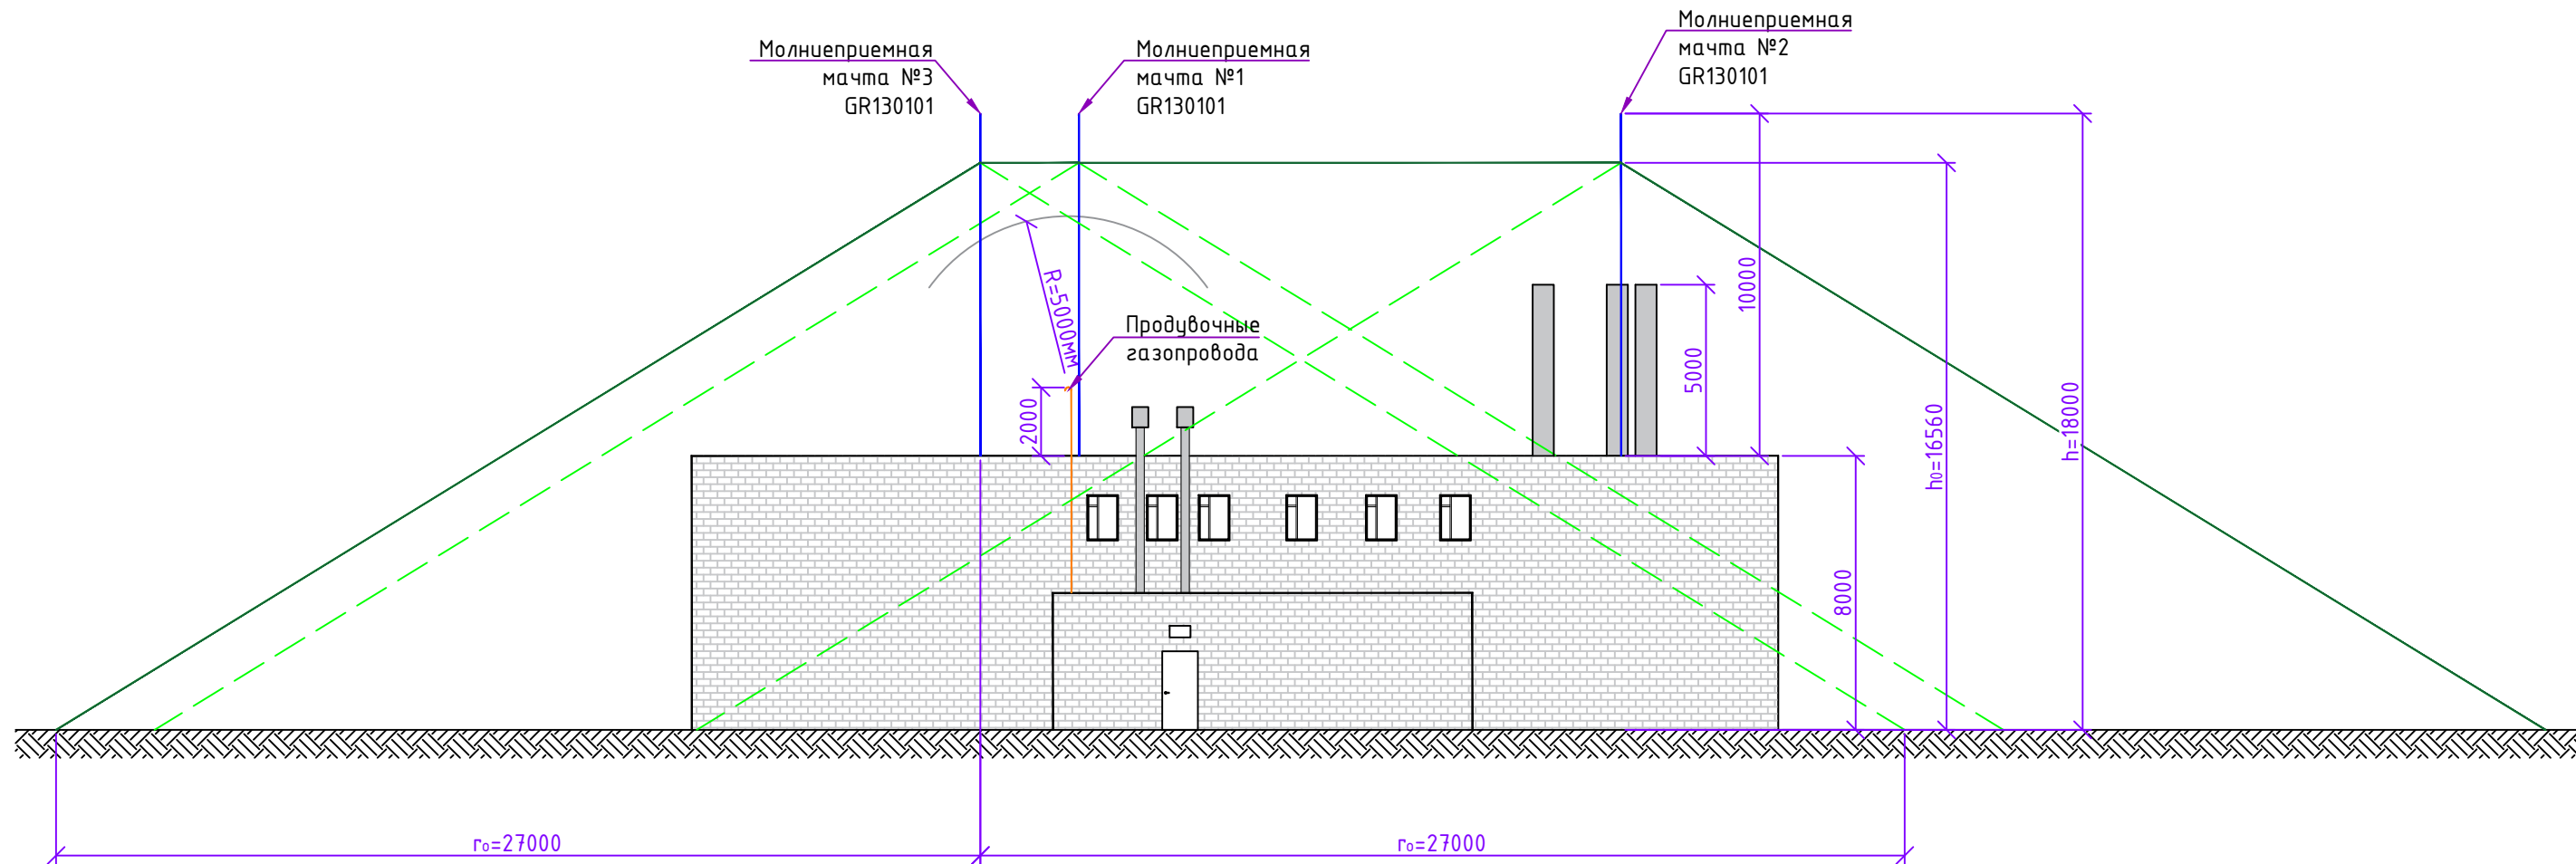 Молниеприемная
мачта №3
GR130101
Молниеприемная
мачта №1
GR130101
Молниеприемная
мачта №2
GR130101
R=5000мм
Продувочные
газопровода
2000
5000
10000
8000
h₀=16560
h=18000
r₀=27000
r₀=27000